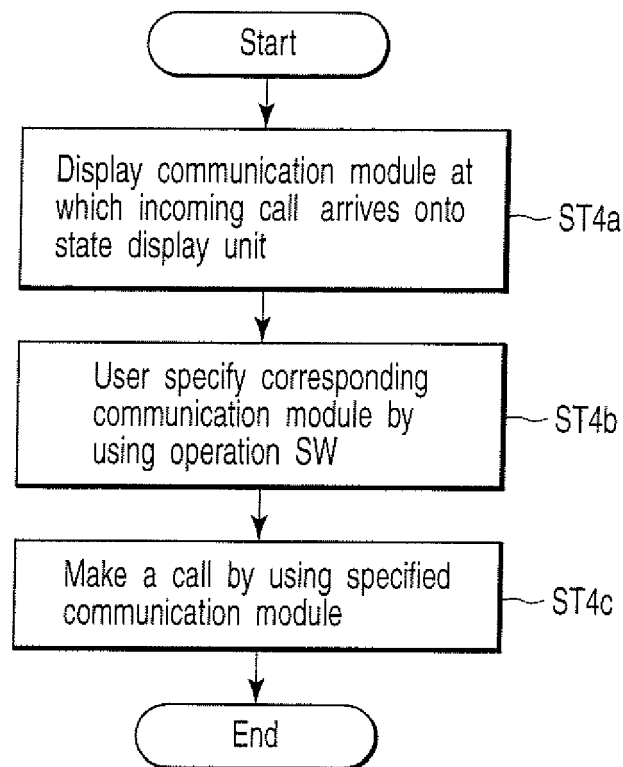 Start
Display communication module at
which incoming call arrives onto
state display unit
ST4a
User specify corresponding
communication module by
using operation SW
ST4b
Make a call by using specified
communication module
ST4c
End